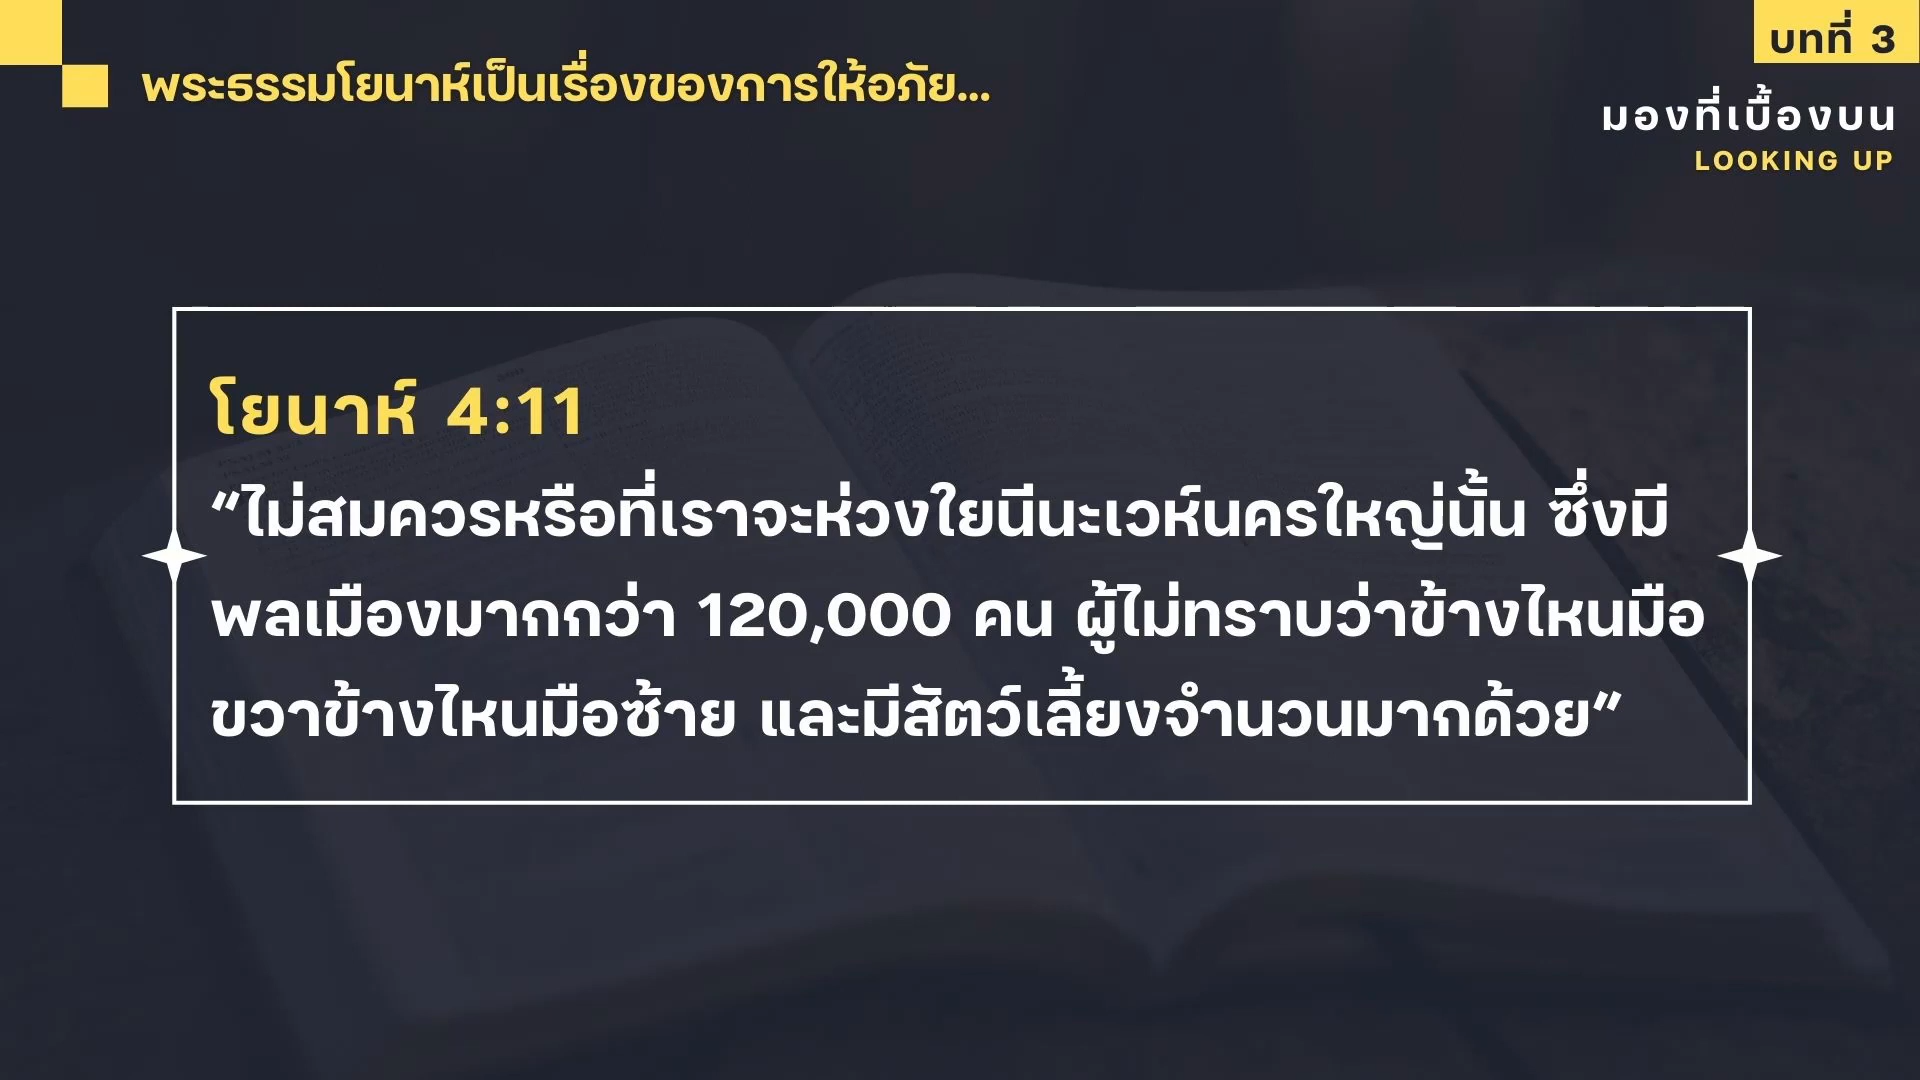 พระธรรมโยนาห์เป็นเรื่องของการให้อภัย...
บทที่ 3
มองที่เบื้องบน
LOOKING UP
โยนาห์ 4:11
“ไม่สมควรหรือที่เราจะห่วงใยนีนะเวห์นครใหญ่นั้น ซึ่งมี
พลเมืองมากกว่า 120,000 คน ผู้ไม่ทราบว่าข้างไหนมือ
ขวาข้างไหนมือซ้าย และมีสัตว์เลี้ยงจำนวนมากด้วย”